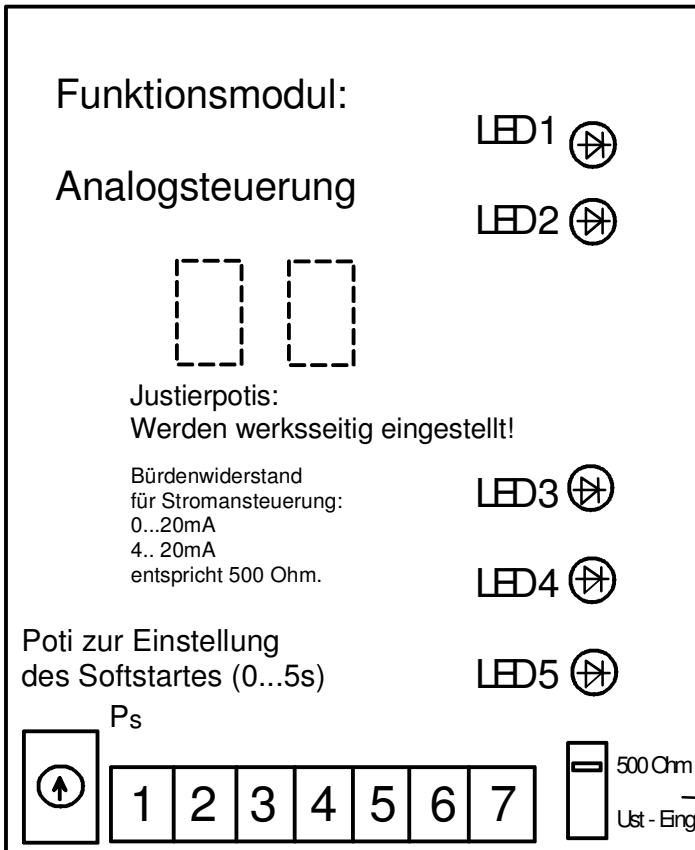 Funktionsmodul:
LED1
Analogsteuerung
LED2
Justierpotis:
Werden werksseitig eingestellt!
Bürdenwiderstand
für Stromansteuerung:
0...20mA
4.. 20mA
entspricht 500 Ohm.
LED3
LED4
Poti zur Einstellung
des Softstartes (0...5s)
LED5
Ps
500 Ohm
1 2 3 4 5 6 7
Ust - Eing